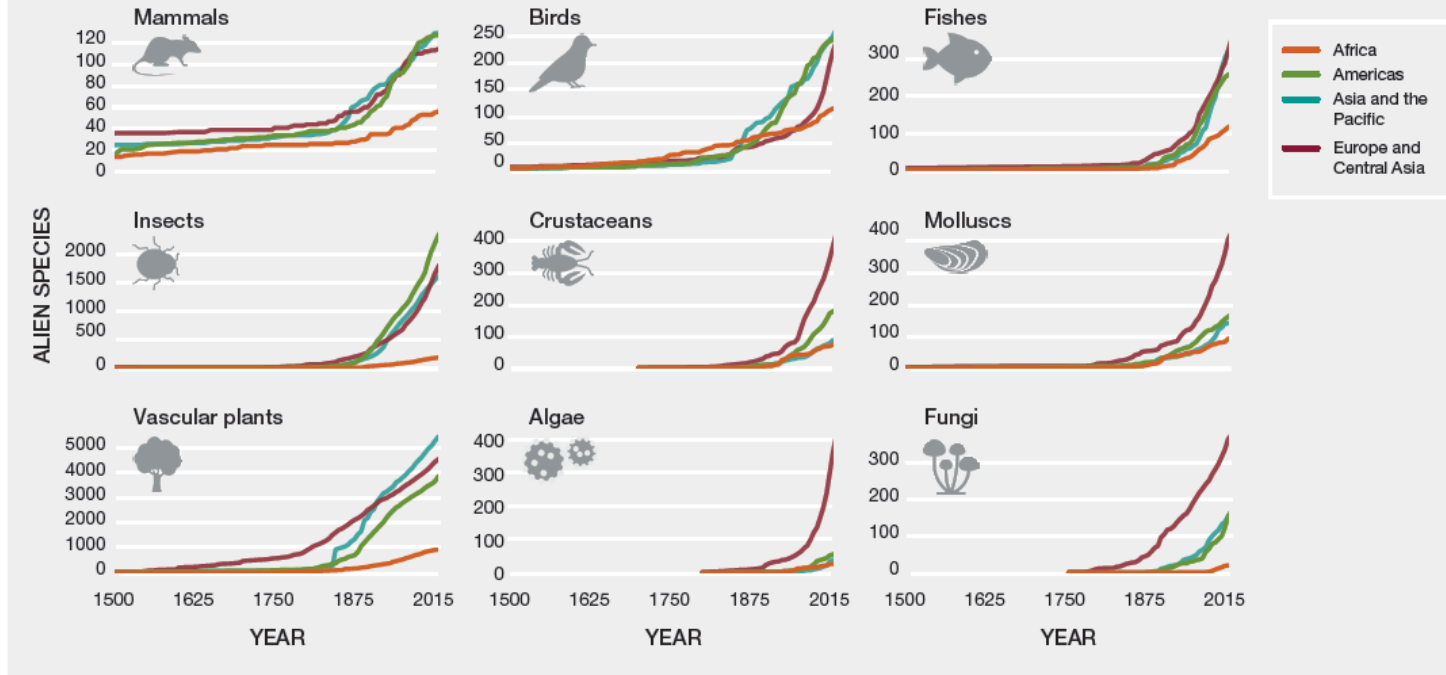 Mammals
120
100
80
60
40
20
0
Birds
250
200
150
100
50
0
Fishes
300
200
100
0
Africa
Americas
Asia and the
Pacific
Europe and
Central Asia
ALIEN SPECIES
Insects
2000
1500
1000
500
0
Crustaceans
400
300
200
100
0
Molluscs
400
300
200
100
0
Vascular plants
5000
4000
3000
2000
1000
0
1500 1625 1750 1875 2015
YEAR
Algae
400
300
200
100
0
1500 1625 1750 1875 2015
YEAR
Fungi
300
200
100
0
1500 1625 1750 1875 2015
YEAR